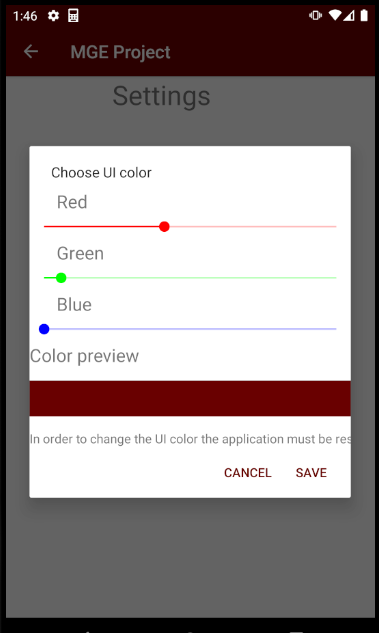 1:46
MGE Project
Settings
Choose UI color
Red
Green
Blue
Color preview
In order to change the UI color the application must be res
CANCEL SAVE